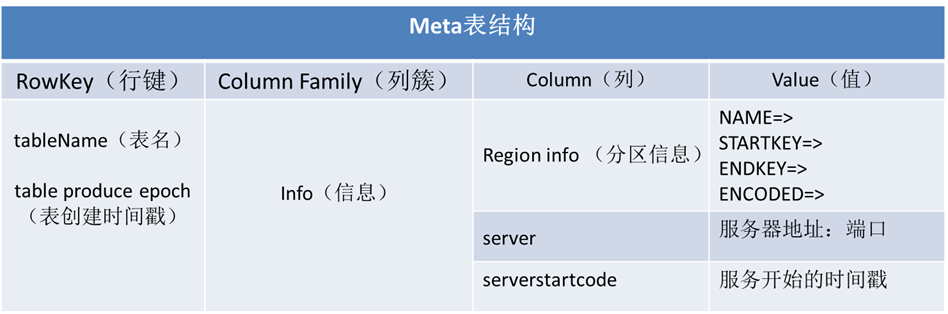 Meta表结构
RowKey（行键）
Column Family（列簇）
Column（列）
Value（值）
tableName（表名）
table produce epoch
（表创建时间戳）
Info（信息）
Region info （分区信息）
NAME=>
STARTKEY=>
ENDKEY=>
ENCODED=>
server
服务器地址：端口
serverstartcode
服务开始的时间戳